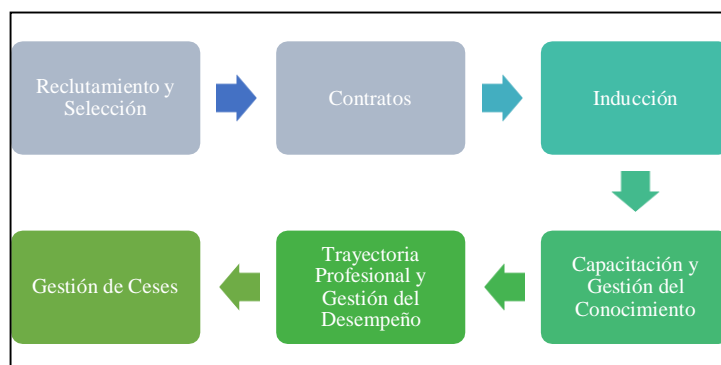 Reclutamiento y
Selección
Contratos
Inducción
Capacitación y
Gestión del
Conocimiento
Trayectoria
Profesional y
Gestión del
Desempeño
Gestión de Ceses